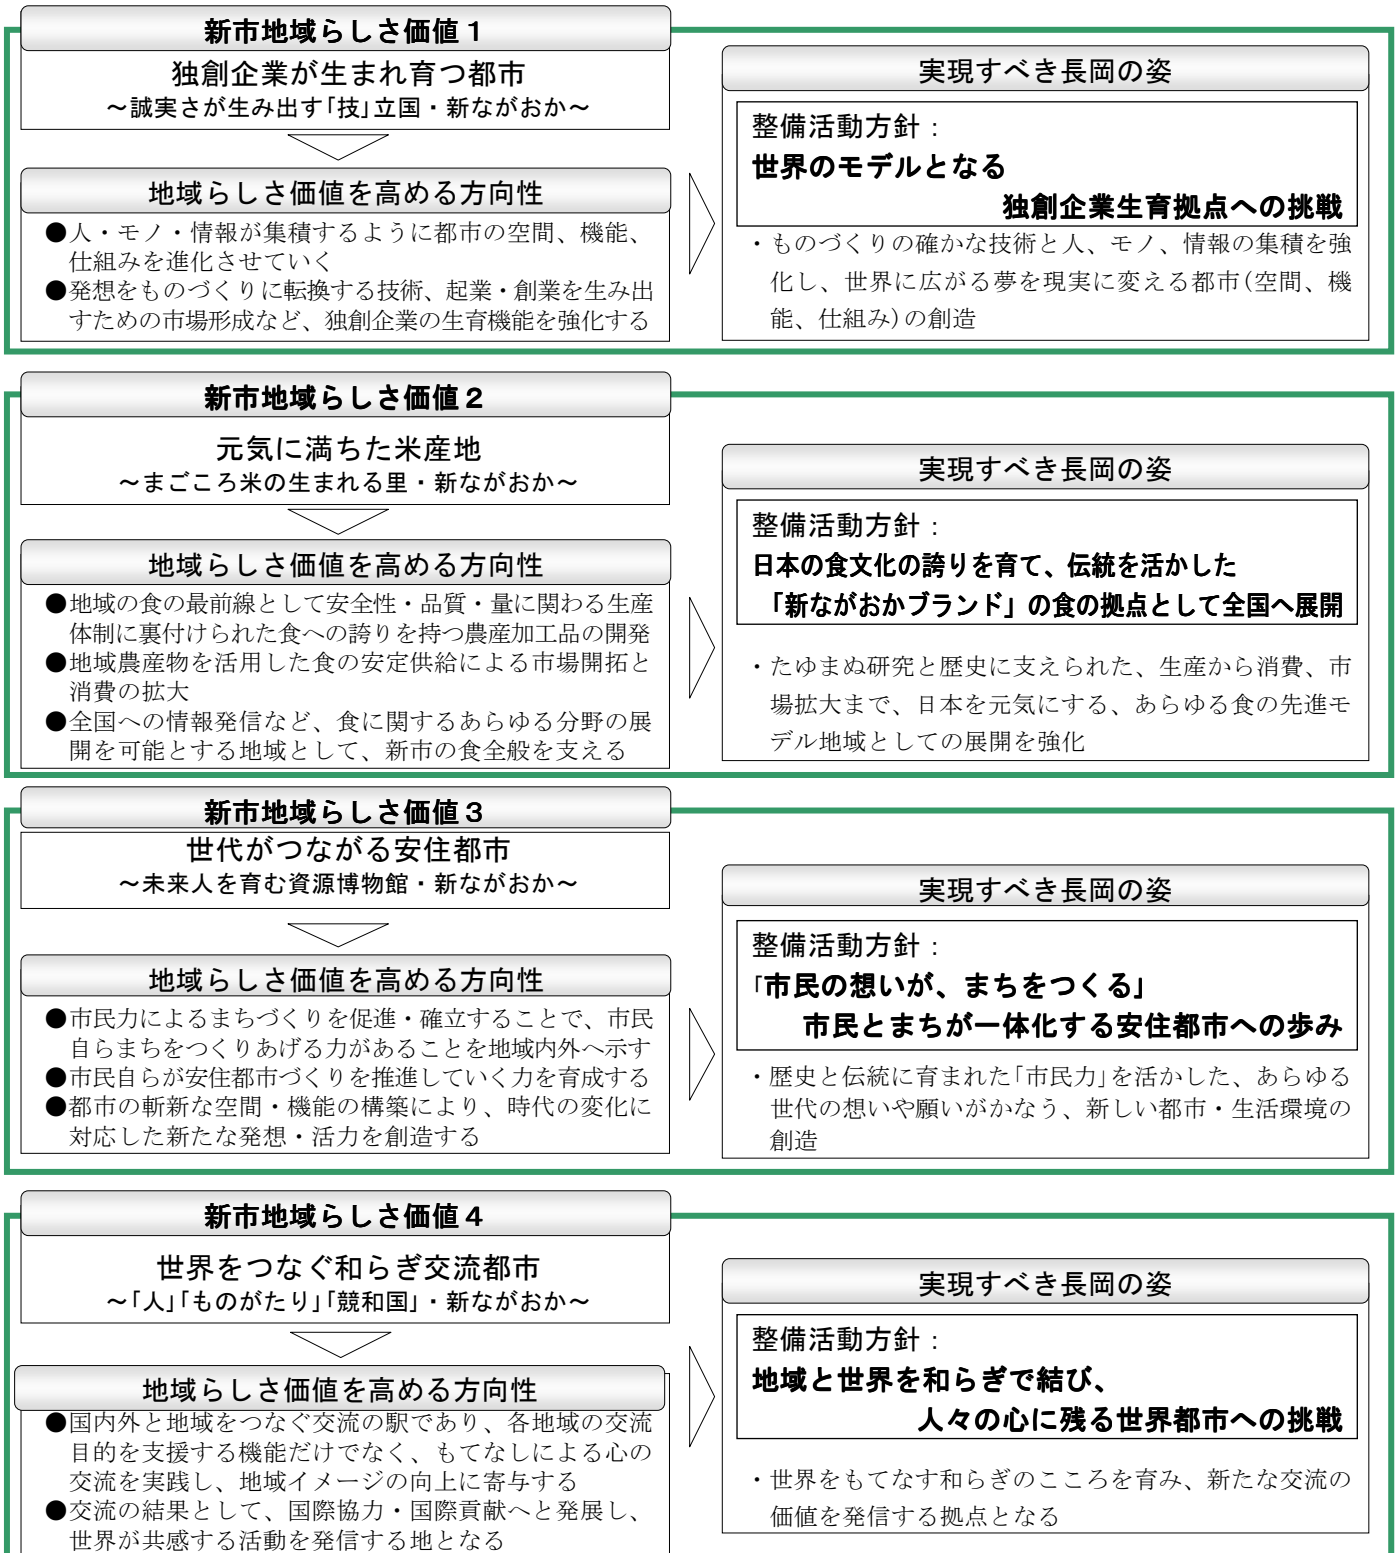 新市地域らしさ価値１
独創企業が生まれ育つ都市
～誠実さが生み出す｢技｣立国・新ながおか～
地域らしさ価値を高める方向性
●人・モノ・情報が集積するように都市の空間、機能、
仕組みを進化させていく
●発想をものづくりに転換する技術、起業・創業を生み出
すための市場形成など、独創企業の生育機能を強化する
実現すべき長岡の姿
整備活動方針：
世界のモデルとなる
独創企業生育拠点への挑戦
・ものづくりの確かな技術と人、モノ、情報の集積を強
化し、世界に広がる夢を現実に変える都市(空間、機
能、仕組み)の創造
新市地域らしさ価値２
元気に満ちた米産地
～まごころ米の生まれる里・新ながおか～
地域らしさ価値を高める方向性
●地域の食の最前線として安全性・品質・量に関わる生産
体制に裏付けられた食への誇りを持つ農産加工品の開発
●地域農産物を活用した食の安定供給による市場開拓と
消費の拡大
●全国への情報発信など、食に関するあらゆる分野の展
開を可能とする地域として、新市の食全般を支える
実現すべき長岡の姿
整備活動方針：
日本の食文化の誇りを育て、伝統を活かした
「新ながおかブランド」の食の拠点として全国へ展開
・たゆまぬ研究と歴史に支えられた、生産から消費、市
場拡大まで、日本を元気にする、あらゆる食の先進モ
デル地域としての展開を強化
新市地域らしさ価値３
世代がつながる安住都市
～未来人を育む資源博物館・新ながおか～
地域らしさ価値を高める方向性
●市民力によるまちづくりを促進・確立することで、市民
自らまちをつくりあげる力があることを地域内外へ示す
●市民自らが安住都市づくりを推進していく力を育成する
●都市の斬新な空間・機能の構築により、時代の変化に
対応した新たな発想・活力を創造する
実現すべき長岡の姿
整備活動方針：
｢市民の想いが、まちをつくる｣
市民とまちが一体化する安住都市への歩み
・歴史と伝統に育まれた｢市民力｣を活かした、あらゆる
世代の想いや願いがかなう、新しい都市・生活環境の
創造
新市地域らしさ価値４
世界をつなぐ和らぎ交流都市
～｢人｣｢ものがたり｣｢競和国｣・新ながおか～
地域らしさ価値を高める方向性
●国内外と地域をつなぐ交流の駅であり、各地域の交流
目的を支援する機能だけでなく、もてなしによる心の
交流を実践し、地域イメージの向上に寄与する
●交流の結果として、国際協力・国際貢献へと発展し、
世界が共感する活動を発信する地となる
実現すべき長岡の姿
整備活動方針：
地域と世界を和らぎで結び、
人々の心に残る世界都市への挑戦
・世界をもてなす和らぎのこころを育み、新たな交流の
価値を発信する拠点となる